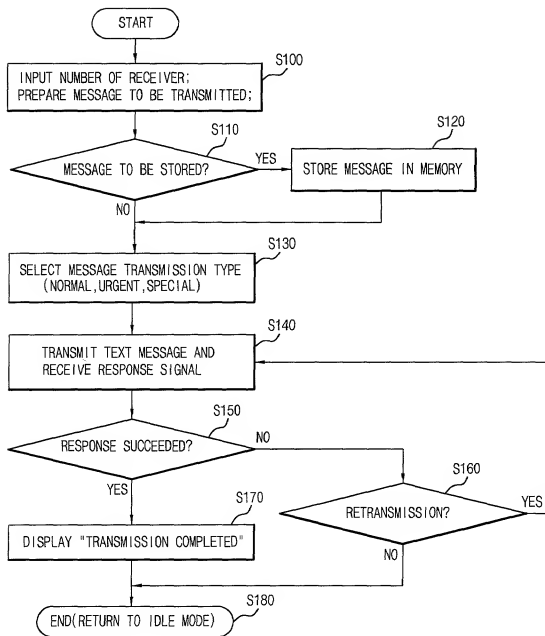 START
S100
INPUT NUMBER OF RECEIVER;
PREPARE MESSAGE TO BE TRANSMITTED;
S110
MESSAGE TO BE STORED?
YES
S120
STORE MESSAGE IN MEMORY
NO
S130
SELECT MESSAGE TRANSMISSION TYPE
(NORMAL,URGENT,SPECIAL)
S140
TRANSMIT TEXT MESSAGE AND
RECEIVE RESPONSE SIGNAL
S150
RESPONSE SUCCEEDED?
NO
YES
S160
RETRANSMISSION?
YES
NO
S170
DISPLAY "TRANSMISSION COMPLETED"
S180
END(RETURN TO IDLE MODE)